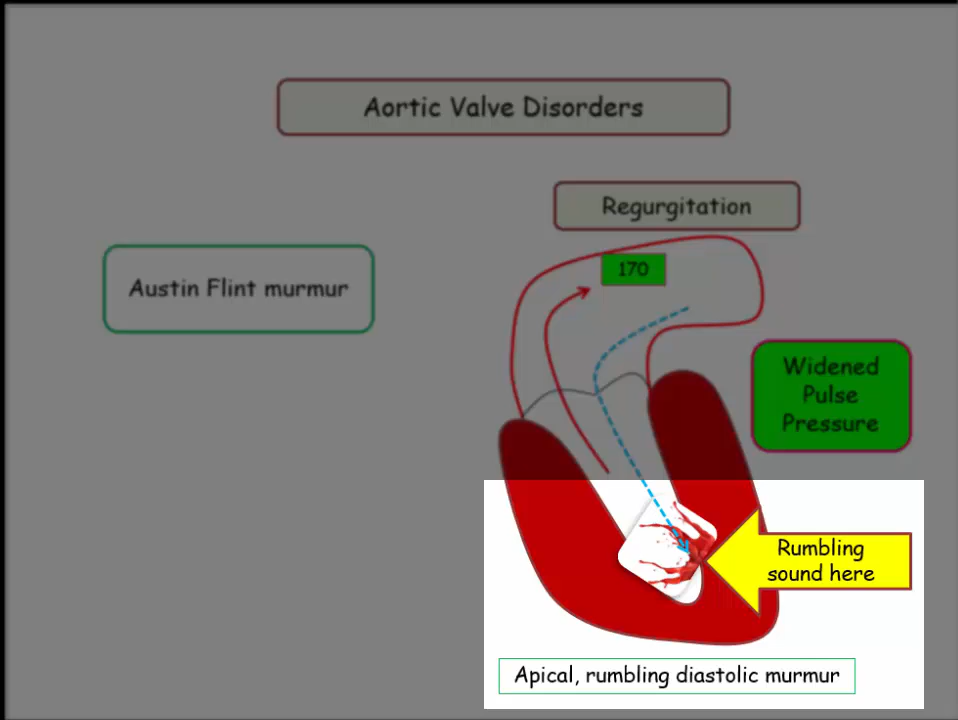 Aortic Valve Disorders
Regurgitation
Austin Flint murmur
170
Widened
Pulse
Pressure
Rumbling
sound here
Apical, rumbling diastolic murmur